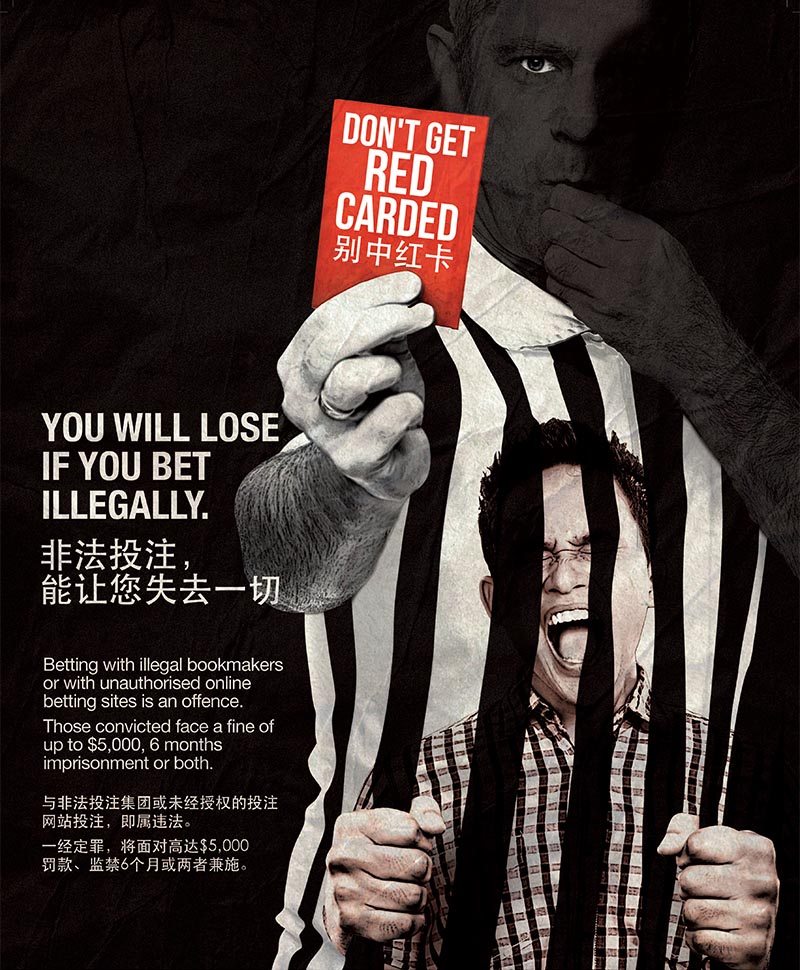 DON'T GET
RED
CARDED
别中红卡
YOU WILL LOSE
IF YOU BET
ILLEGALLY.
非法投注，
能让您失去一切
Betting with illegal bookmakers
or with unauthorised online
betting sites is an offence.
Those convicted face a fine of
up to $5,000, 6 months
imprisonment or both.
与非法投注集团或未经授权的投注
网站投注，即属违法。
一经定罪，将面对高达$5,000
罚款、监禁6个月或两者兼施。